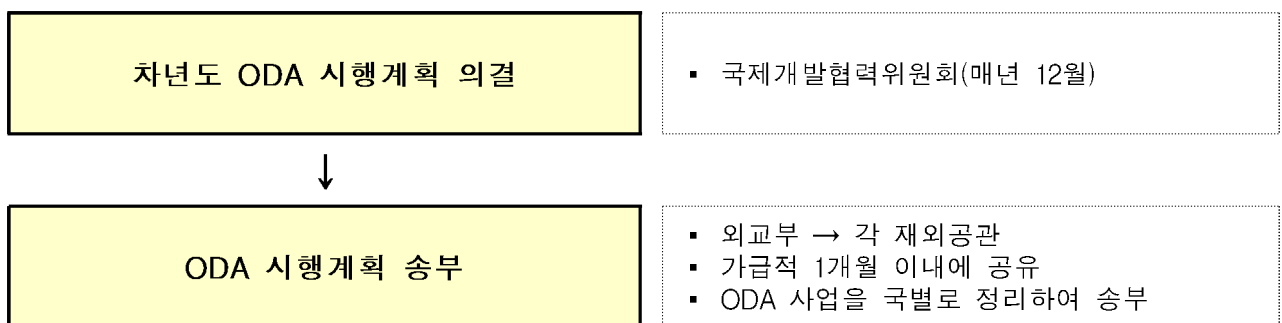 차년도 ODA 시행계획 의결
▪ 국제개발협력위원회(매년 12월)
↓
ODA 시행계획 송부
▪ 외교부 → 각 재외공관
▪ 가급적 1개월 이내에 공유
▪ ODA 사업을 국별로 정리하여 송부